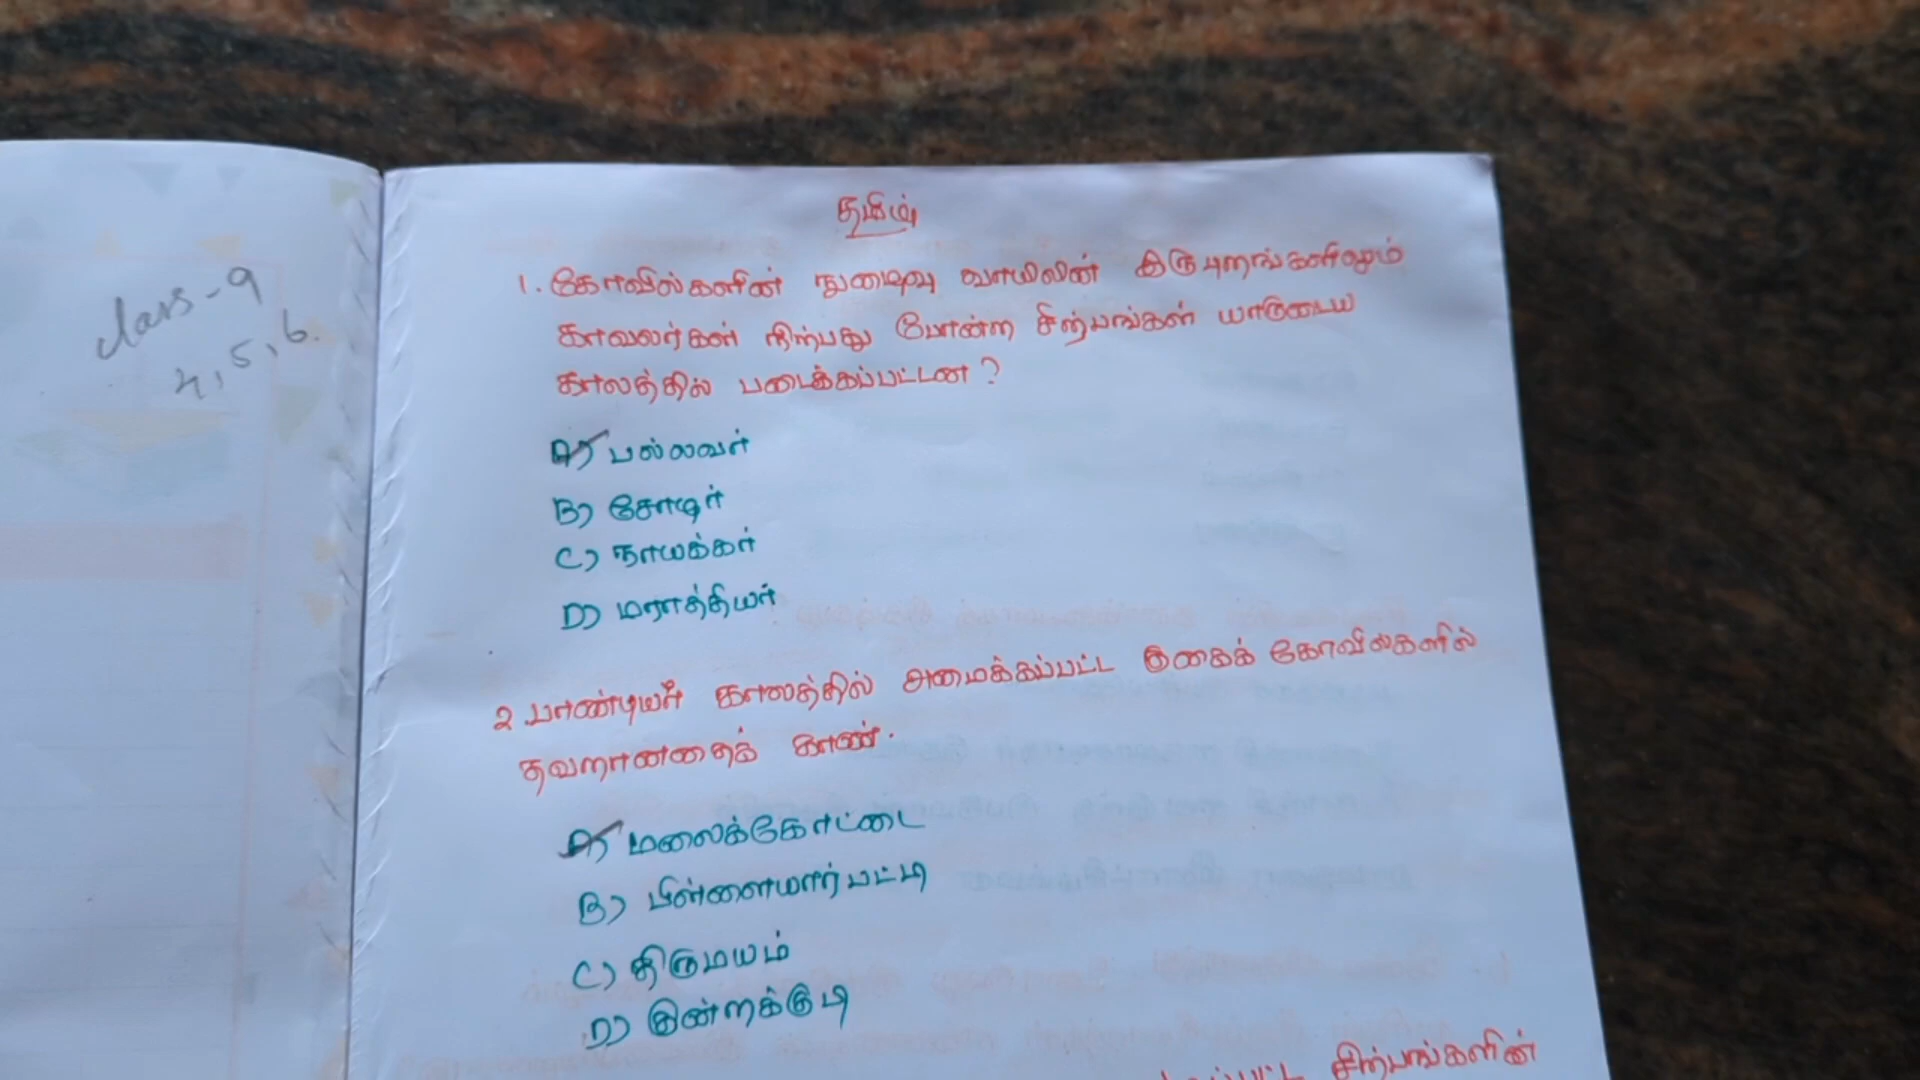 class-9
4,5,6.
தமிழ்
1. கோவில்களின் நுழைவு வாயிலின் இருபுறங்களிலும்
காவலர்கள் நிற்பது போன்ற சிற்பங்கள் யாருடைய
காலத்தில் படைக்கப்பட்டன?
A) பல்லவர்
B) சோழர்
C) நாயக்கர்
D) மராத்தியர்
2. பாண்டியர் காலத்தில் அமைக்கப்பட்ட குகைக் கோவில்களில்
தவறானதைக் காண்.
A) மலைக்கோட்டை
B) பிள்ளையார்பட்டி
C) திருமயம்
D) குன்றக்குடி
சிற்பங்களின்